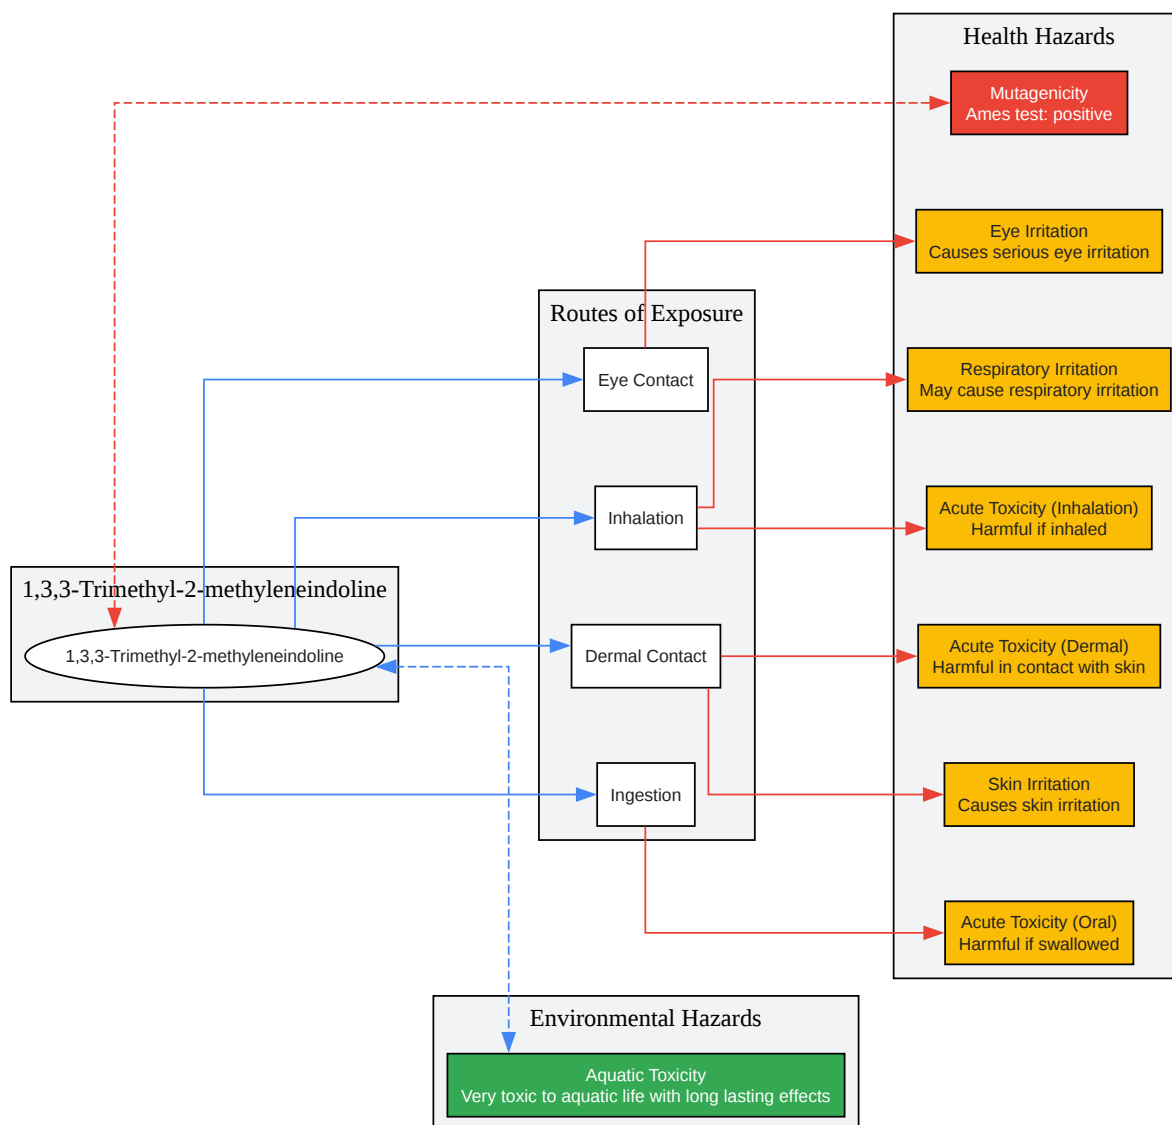 Health Hazards
Mutagenicity
Ames test: positive
Eye Irritation
Causes serious eye irritation
Routes of Exposure
Respiratory Irritation
May cause respiratory irritation
Eye Contact
Acute Toxicity (Inhalation)
Harmful if inhaled
Inhalation
1,3,3-Trimethyl-2-methyleneindoline
1,3,3-Trimethyl-2-methyleneindoline
Dermal Contact
Acute Toxicity (Dermal)
Harmful in contact with skin
Ingestion
Skin Irritation
Causes skin irritation
Acute Toxicity (Oral)
Harmful if swallowed
Environmental Hazards
Aquatic Toxicity
Very toxic to aquatic life with long lasting effects